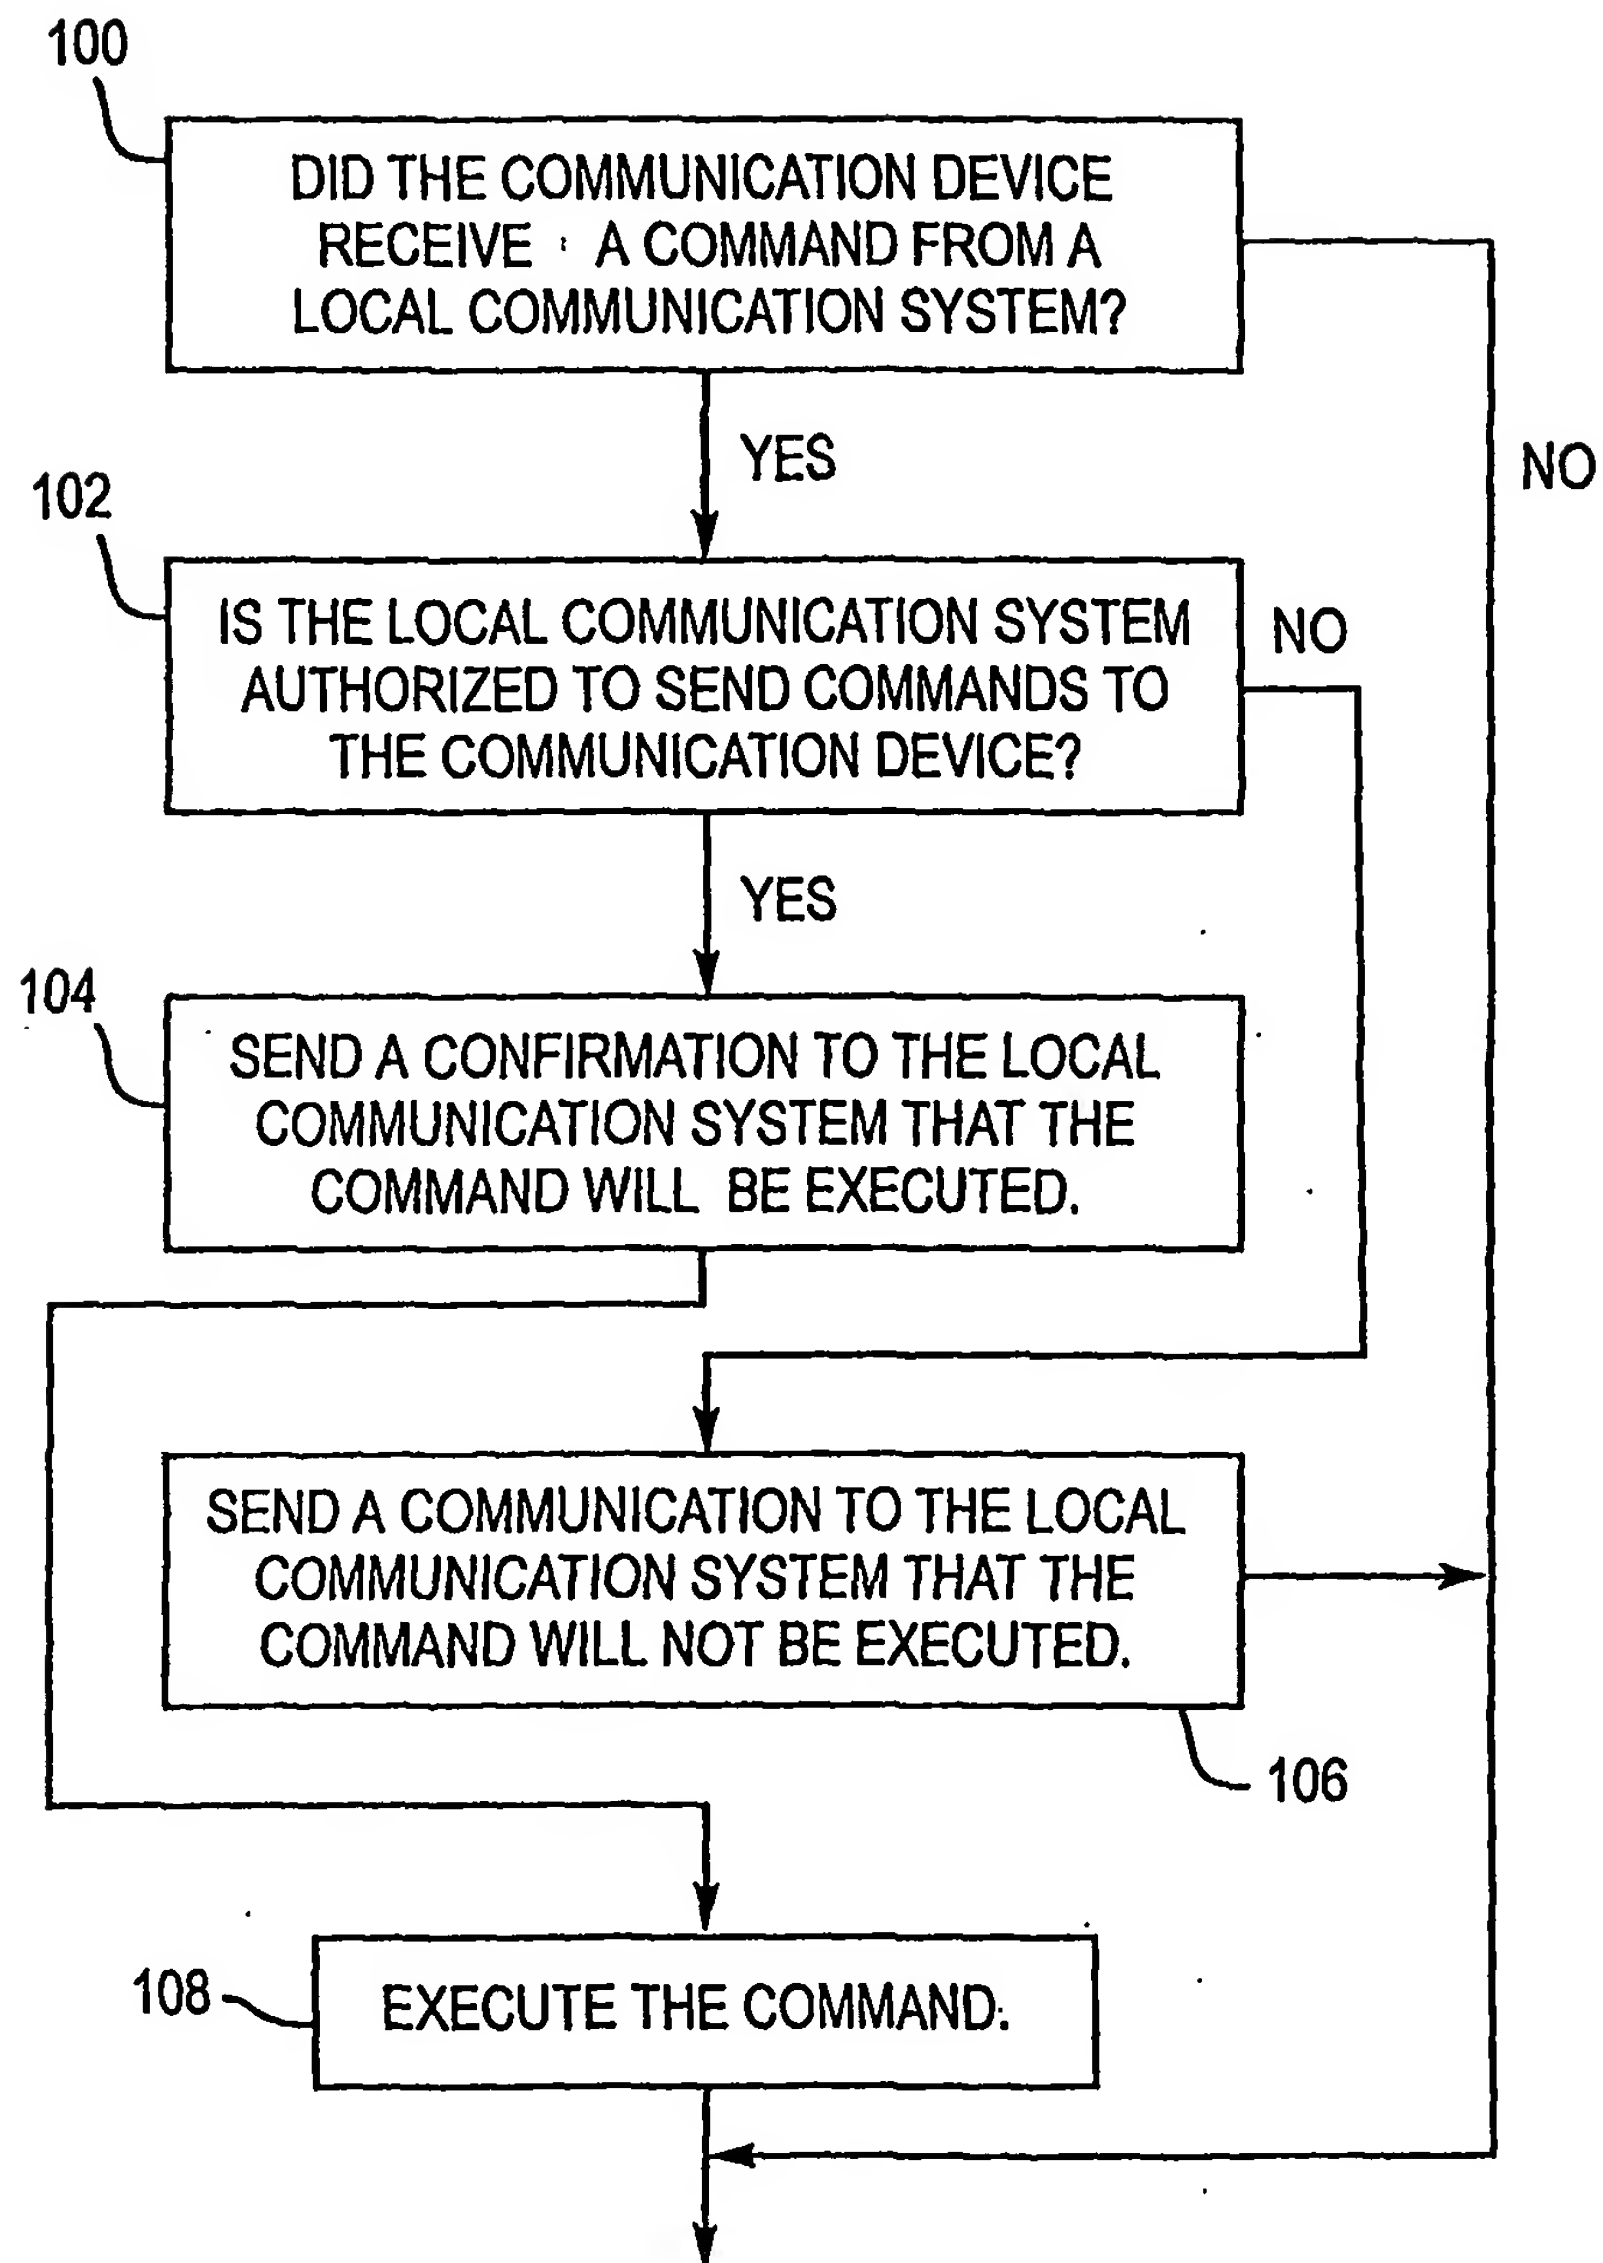 100
DID THE COMMUNICATION DEVICE
RECEIVE A COMMAND FROM A
LOCAL COMMUNICATION SYSTEM?
YES
NO
102
IS THE LOCAL COMMUNICATION SYSTEM
AUTHORIZED TO SEND COMMANDS TO
THE COMMUNICATION DEVICE?
NO
YES
104
SEND A CONFIRMATION TO THE LOCAL
COMMUNICATION SYSTEM THAT THE
COMMAND WILL BE EXECUTED.
SEND A COMMUNICATION TO THE LOCAL
COMMUNICATION SYSTEM THAT THE
COMMAND WILL NOT BE EXECUTED.
106
108
EXECUTE THE COMMAND.